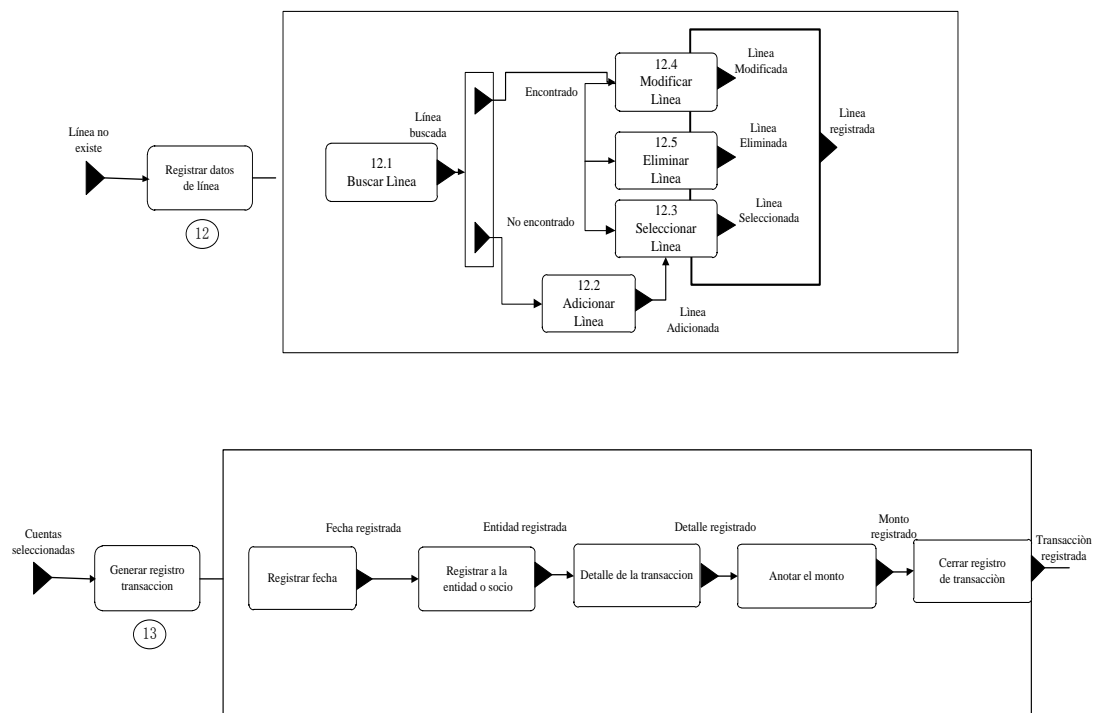 Línea no
existe
Registrar datos
de línea
12
12.1
Buscar Lìnea
Línea
buscada
Encontrado
No encontrado
12.4
Modificar
Lìnea
Lìnea
Modificada
12.5
Eliminar
Lìnea
Lìnea
Eliminada
12.3
Seleccionar
Lìnea
Lìnea
Seleccionada
Lìnea
registrada
12.2
Adicionar
Lìnea
Lìnea
Adicionada
Cuentas
seleccionadas
Generar registro
transaccion
13
Registrar fecha
Fecha registrada
Registrar a la
entidad o socio
Entidad registrada
Detalle de la transaccion
Detalle registrado
Anotar el monto
Monto
registrado
Cerrar registro
de transacciòn
Transacciòn
registrada